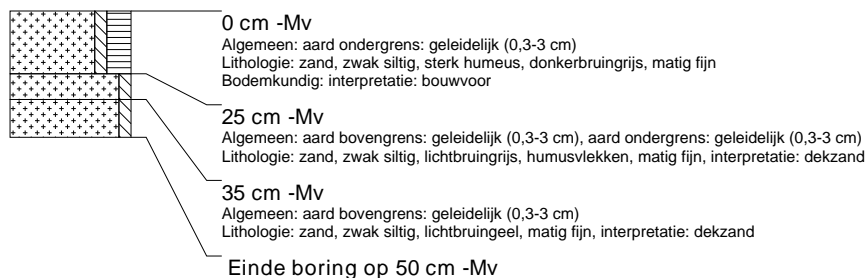 0 cm -Mv
Algemeen: aard ondergrens: geleidelijk (0,3-3 cm)
Lithologie: zand, zwak siltig, sterk humeus, donkerbruingrijs, matig fijn
Bodemkundig: interpretatie: bouwvoor
25 cm -Mv
Algemeen: aard bovengrens: geleidelijk (0,3-3 cm), aard ondergrens: geleidelijk (0,3-3 cm)
Lithologie: zand, zwak siltig, lichtbruingrijs, humusvlekken, matig fijn, interpretatie: dekzand
35 cm -Mv
Algemeen: aard bovengrens: geleidelijk (0,3-3 cm)
Lithologie: zand, zwak siltig, lichtbruingeel, matig fijn, interpretatie: dekzand
Einde boring op 50 cm -Mv